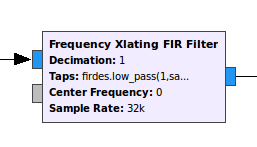 Frequency Xlating FIR Filter
Decimation: 1
Taps: firdes.low_pass(1,sa...
Center Frequency: 0
Sample Rate: 32k